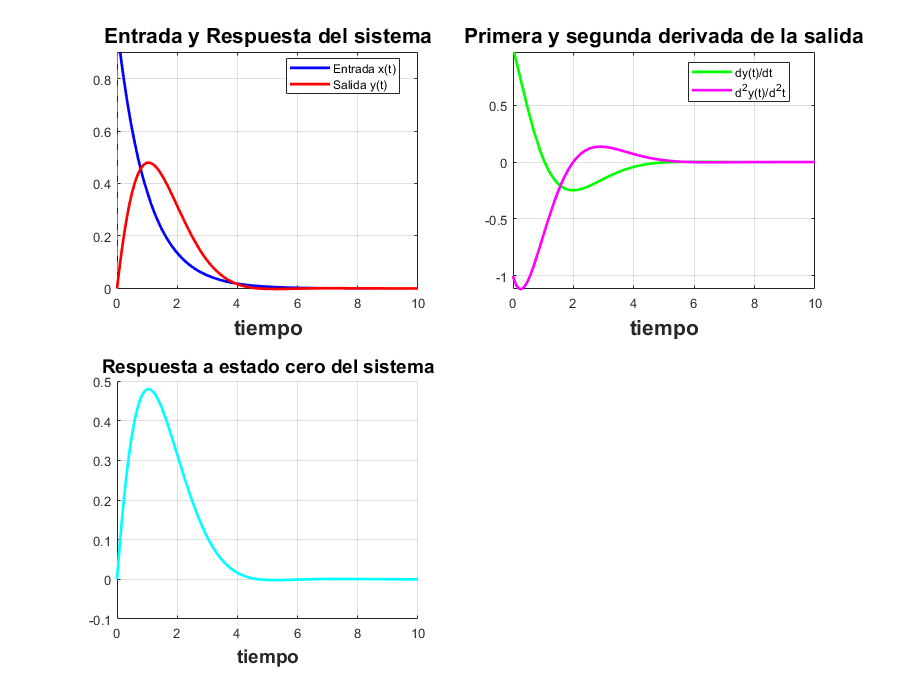 Entrada y Respuesta del sistema
Entrada x(t)
Salida y(t)
0.8
0.6
0.4
0.2
0
0 2 4 6 8 10
tiempo
Primera y segunda derivada de la salida
dy(t)/dt
d²y(t)/d²t
0.5
0
-0.5
-1
0 2 4 6 8 10
tiempo
Respuesta a estado cero del sistema
0.5
0.4
0.3
0.2
0.1
0
-0.1
0 2 4 6 8 10
tiempo